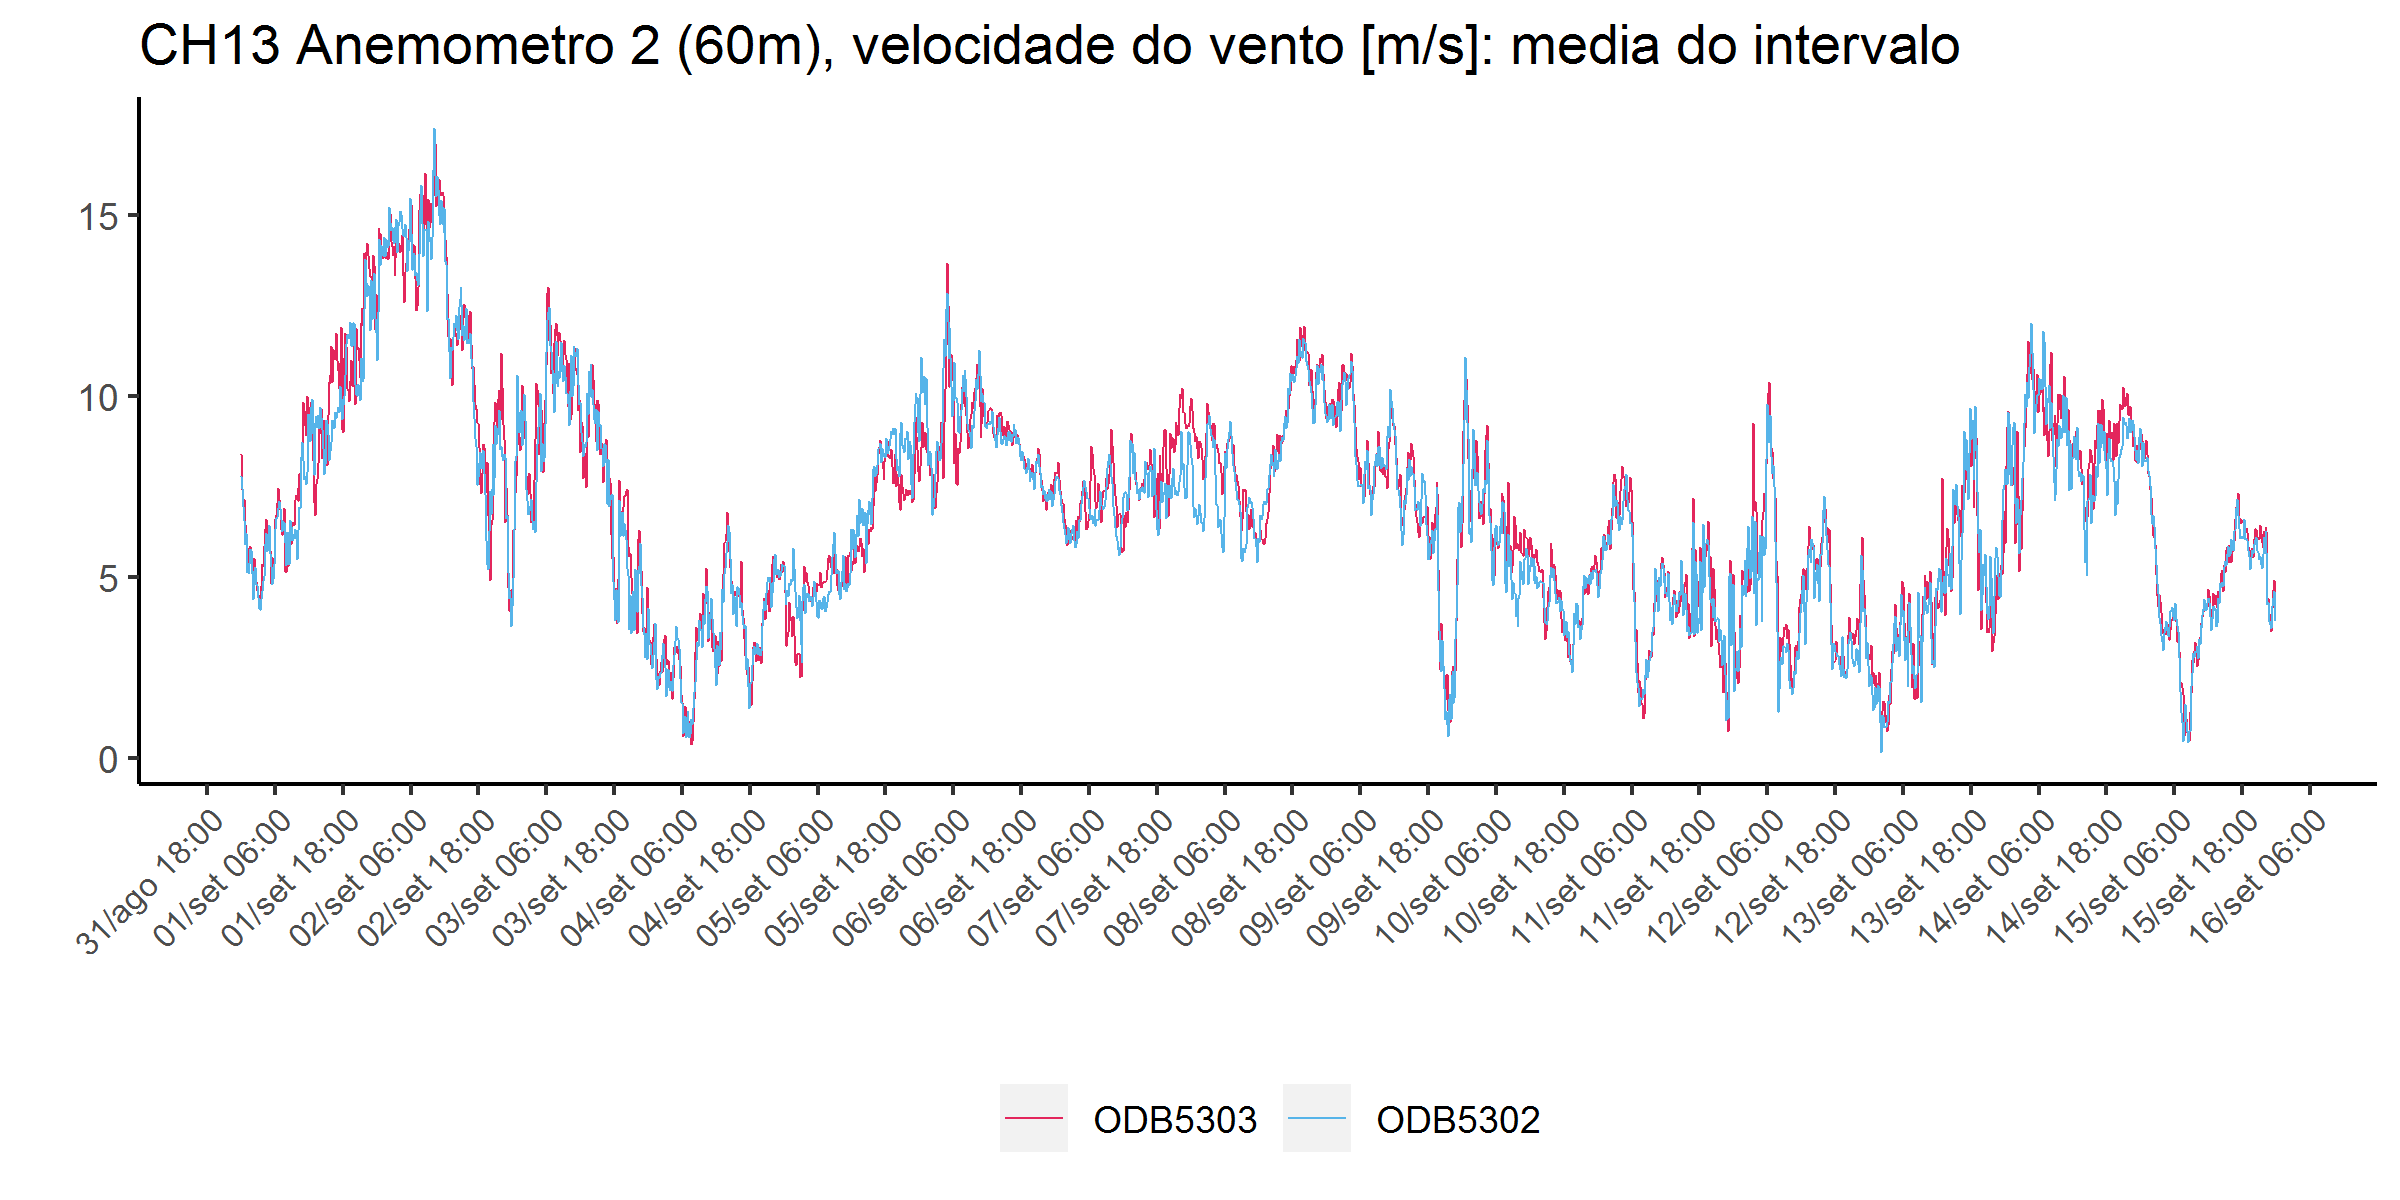 CH13 Anemometro 2 (60m), velocidade do vento [m/s]: media do intervalo
15
10
5
0
31/ago 18:00
01/set 06:00
01/set 18:00
02/set 06:00
02/set 18:00
03/set 06:00
03/set 18:00
04/set 06:00
04/set 18:00
05/set 06:00
05/set 18:00
06/set 06:00
06/set 18:00
07/set 06:00
07/set 18:00
08/set 06:00
08/set 18:00
09/set 06:00
09/set 18:00
10/set 06:00
10/set 18:00
11/set 06:00
11/set 18:00
12/set 06:00
12/set 18:00
13/set 06:00
13/set 18:00
14/set 06:00
14/set 18:00
15/set 06:00
15/set 18:00
16/set 06:00
ODB5303
ODB5302